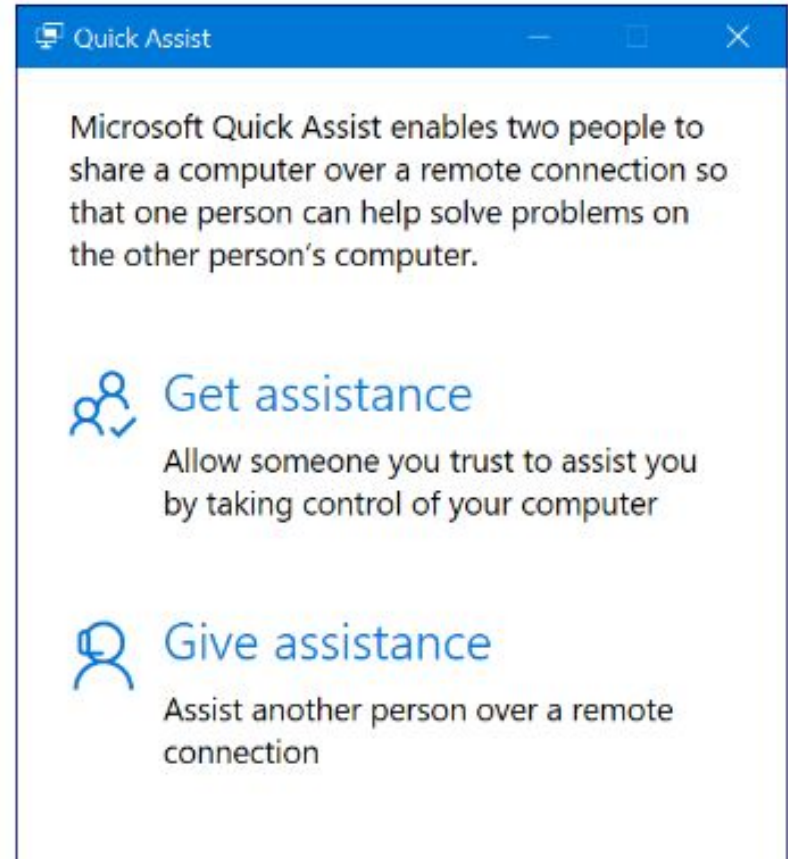 Quick Assist
Microsoft Quick Assist enables two people to
share a computer over a remote connection so
that one person can help solve problems on
the other person's computer.
Get assistance
Allow someone you trust to assist you
by taking control of your computer
Give assistance
Assist another person over a remote
connection